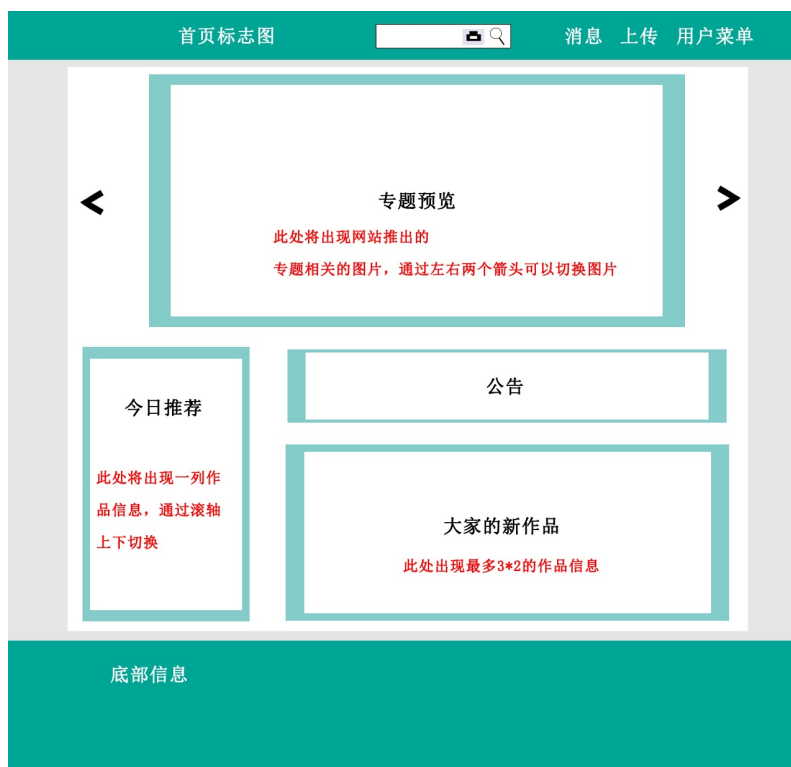 首页标志图
消息 上传 用户菜单
专题预览
此处将出现网站推出的
专题相关的图片，通过左右两个箭头可以切换图片
今日推荐
此处将出现一列作
品信息，通过滚轴
上下切换
公告
大家的新作品
此处出现最多3*2的作品信息
底部信息